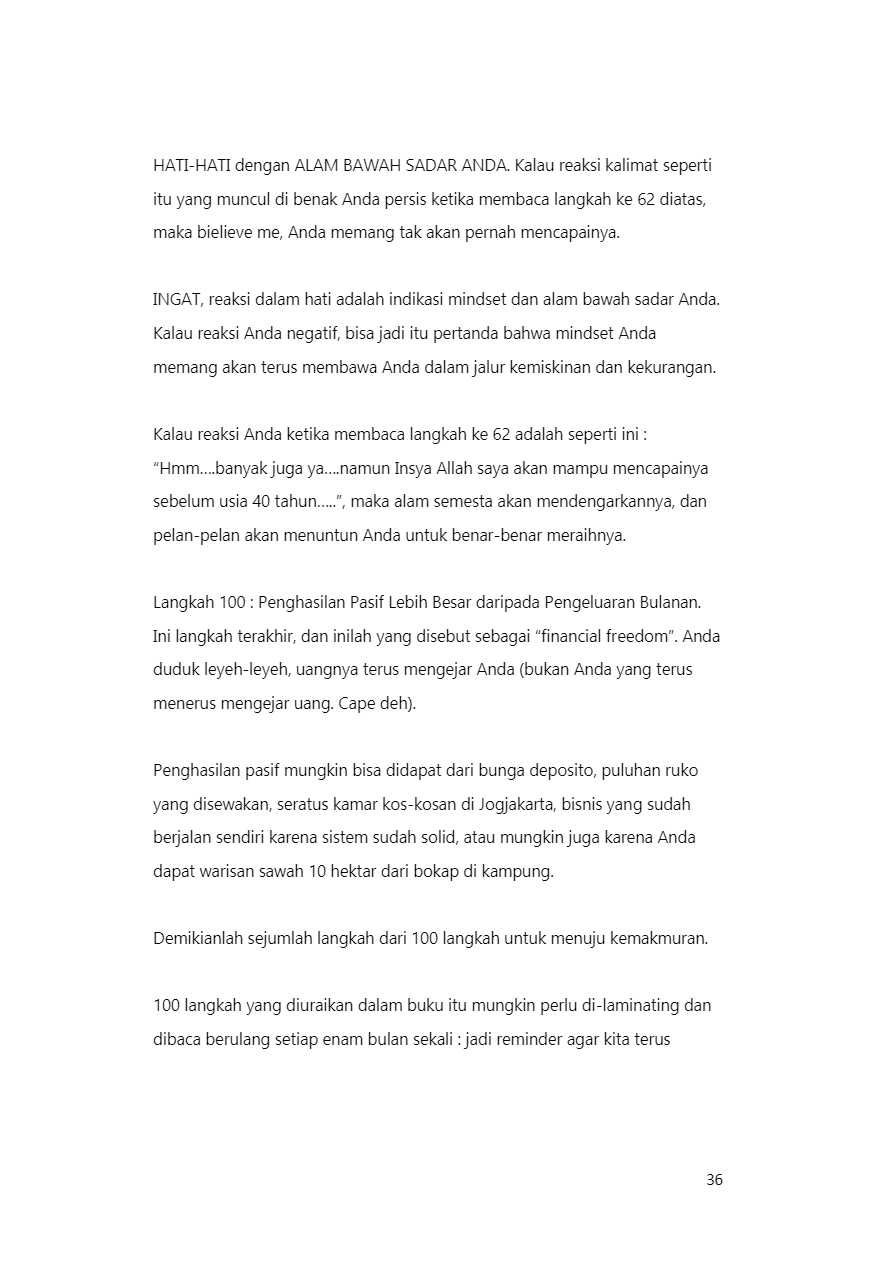 HATI-HATI dengan ALAM BAWAH SADAR ANDA. Kalau reaksi kalimat seperti
itu yang muncul di benak Anda persis ketika membaca langkah ke 62 diatas,
maka bielieve me, Anda memang tak akan pernah mencapainya.
INGAT, reaksi dalam hati adalah indikasi mindset dan alam bawah sadar Anda.
Kalau reaksi Anda negatif, bisa jadi itu pertanda bahwa mindset Anda
memang akan terus membawa Anda dalam jalur kemiskinan dan kekurangan.
Kalau reaksi Anda ketika membaca langkah ke 62 adalah seperti ini :
“Hmm….banyak juga ya….namun Insya Allah saya akan mampu mencapainya
sebelum usia 40 tahun…..”, maka alam semesta akan mendengarkannya, dan
pelan-pelan akan menuntun Anda untuk benar-benar meraihnya.
Langkah 100 : Penghasilan Pasif Lebih Besar daripada Pengeluaran Bulanan.
Ini langkah terakhir, dan inilah yang disebut sebagai “financial freedom”. Anda
duduk leyeh-leyeh, uangnya terus mengejar Anda (bukan Anda yang terus
menerus mengejar uang. Cape deh).
Penghasilan pasif mungkin bisa didapat dari bunga deposito, puluhan ruko
yang disewakan, seratus kamar kos-kosan di Jogjakarta, bisnis yang sudah
berjalan sendiri karena sistem sudah solid, atau mungkin juga karena Anda
dapat warisan sawah 10 hektar dari bokap di kampung.
Demikianlah sejumlah langkah dari 100 langkah untuk menuju kemakmuran.
100 langkah yang diuraikan dalam buku itu mungkin perlu di-laminating dan
dibaca berulang setiap enam bulan sekali : jadi reminder agar kita terus
36